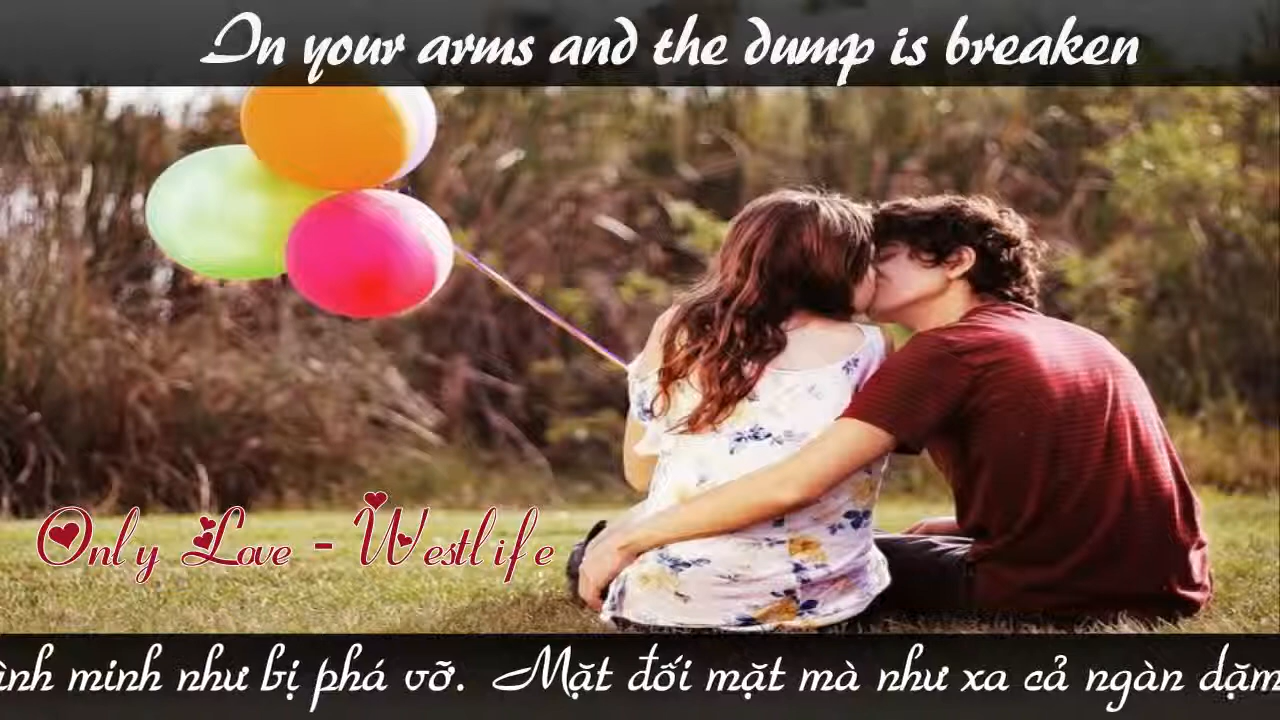 In your arms and the dump is breaken
Only Love - Westlife
ình minh như bị phá vỡ. Mặt đối mặt mà như xa cả ngàn dặm